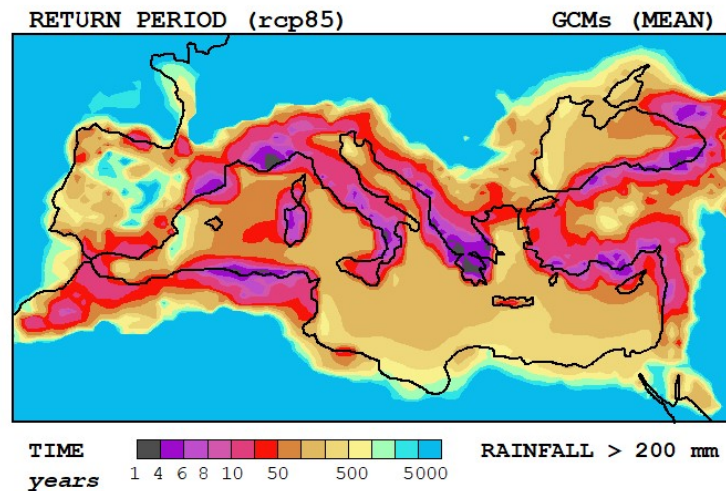 RETURN PERIOD (rcp85) GCMs (MEAN)
TIME RAINFALL > 200 mm
years 1 4 6 8 10 50 500 5000